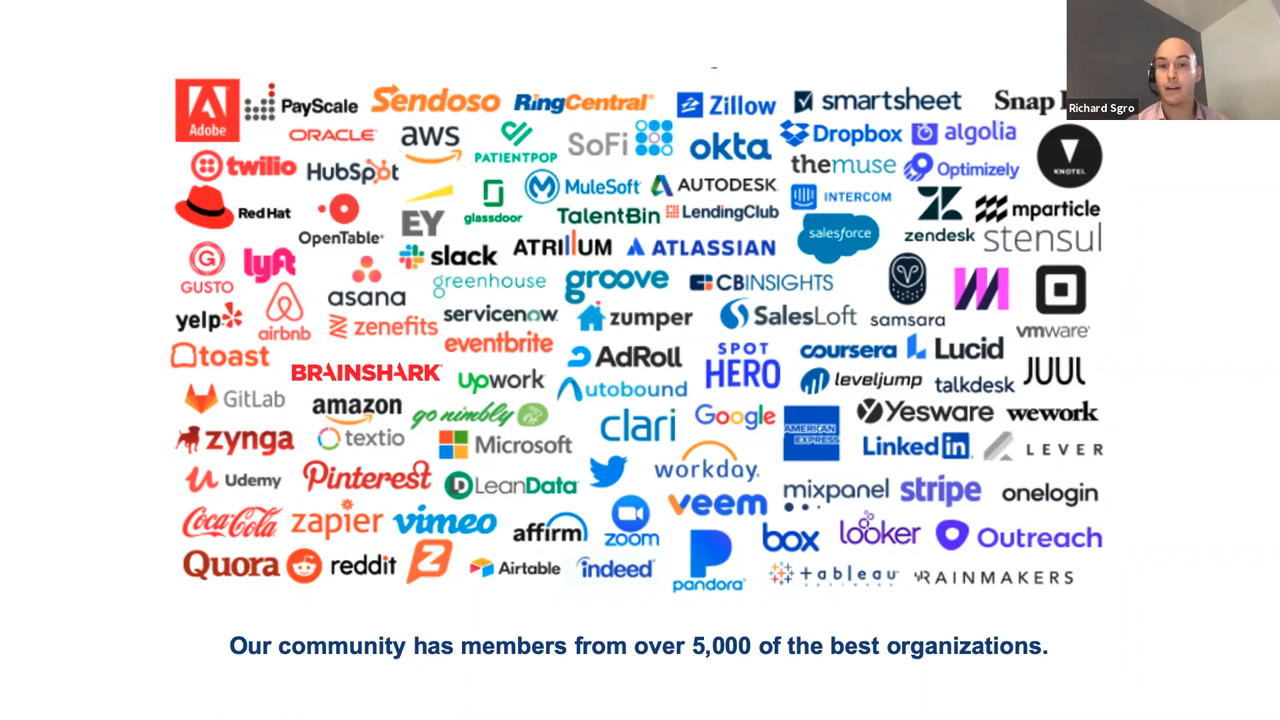 Adobe
PayScale
Sendoso
RingCentral®
Zillow
smartsheet
Snap
Richard Sgro
ORACLE
aws
PATIENTPOP
SoFi
okta
Dropbox
algolia
twilio
HubSpot
themuse
Optimizely
KNOTEL
Red Hat
OpenTable®
EY
glassdoor
MuleSoft
AUTODESK.
TalentBin
LendingClub
INTERCOM
salesforce
zendesk
mparticle
stensul
GUSTO
lyft
asana
slack
ATRIUM
ATLASSIAN
greenhouse
groove
CBINSIGHTS
samsara
yelp
airbnb
zenefits
servicenow.
zumper
SalesLoft
vmware
toast
BRAINSHARK
eventbrite
AdRoll
SPOT
HERO
coursera
Lucid
JUUL
upwork
Autobound
leveljump
talkdesk
GitLab
amazon
go nimbly
clari
Google
AMERICAN
EXPRESS
Yesware
wework
zynga
textio
Microsoft
workday.
LinkedIn
LEVER
Udemy
Pinterest
LeanData
veem
mixpanel
stripe
onelogin
Coca-Cola
zapier
vimeo
affirm
zoom
box
looker
Outreach
Quora
reddit
Airtable
indeed
pandora
tableau
RAINMAKERS
Our community has members from over 5,000 of the best organizations.